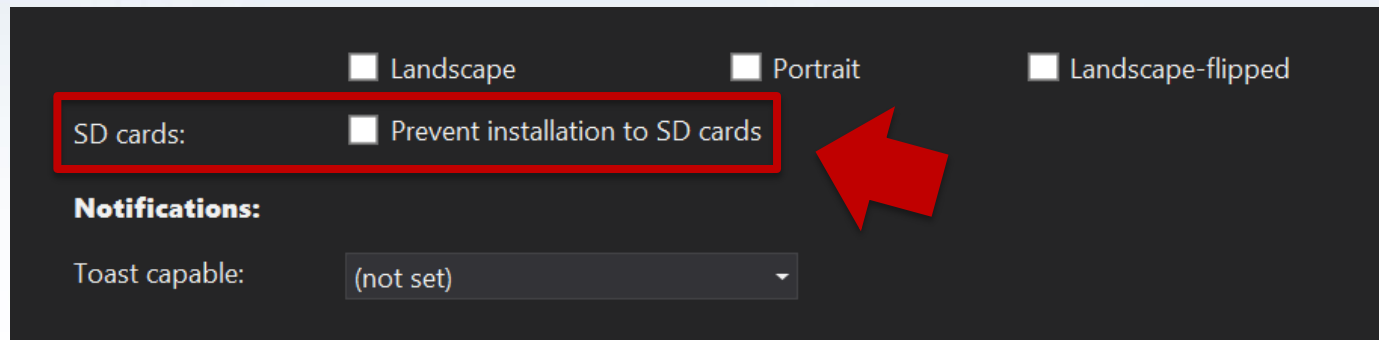 Landscape Portrait Landscape-flipped
SD cards: Prevent installation to SD cards
Notifications:
Toast capable: (not set)